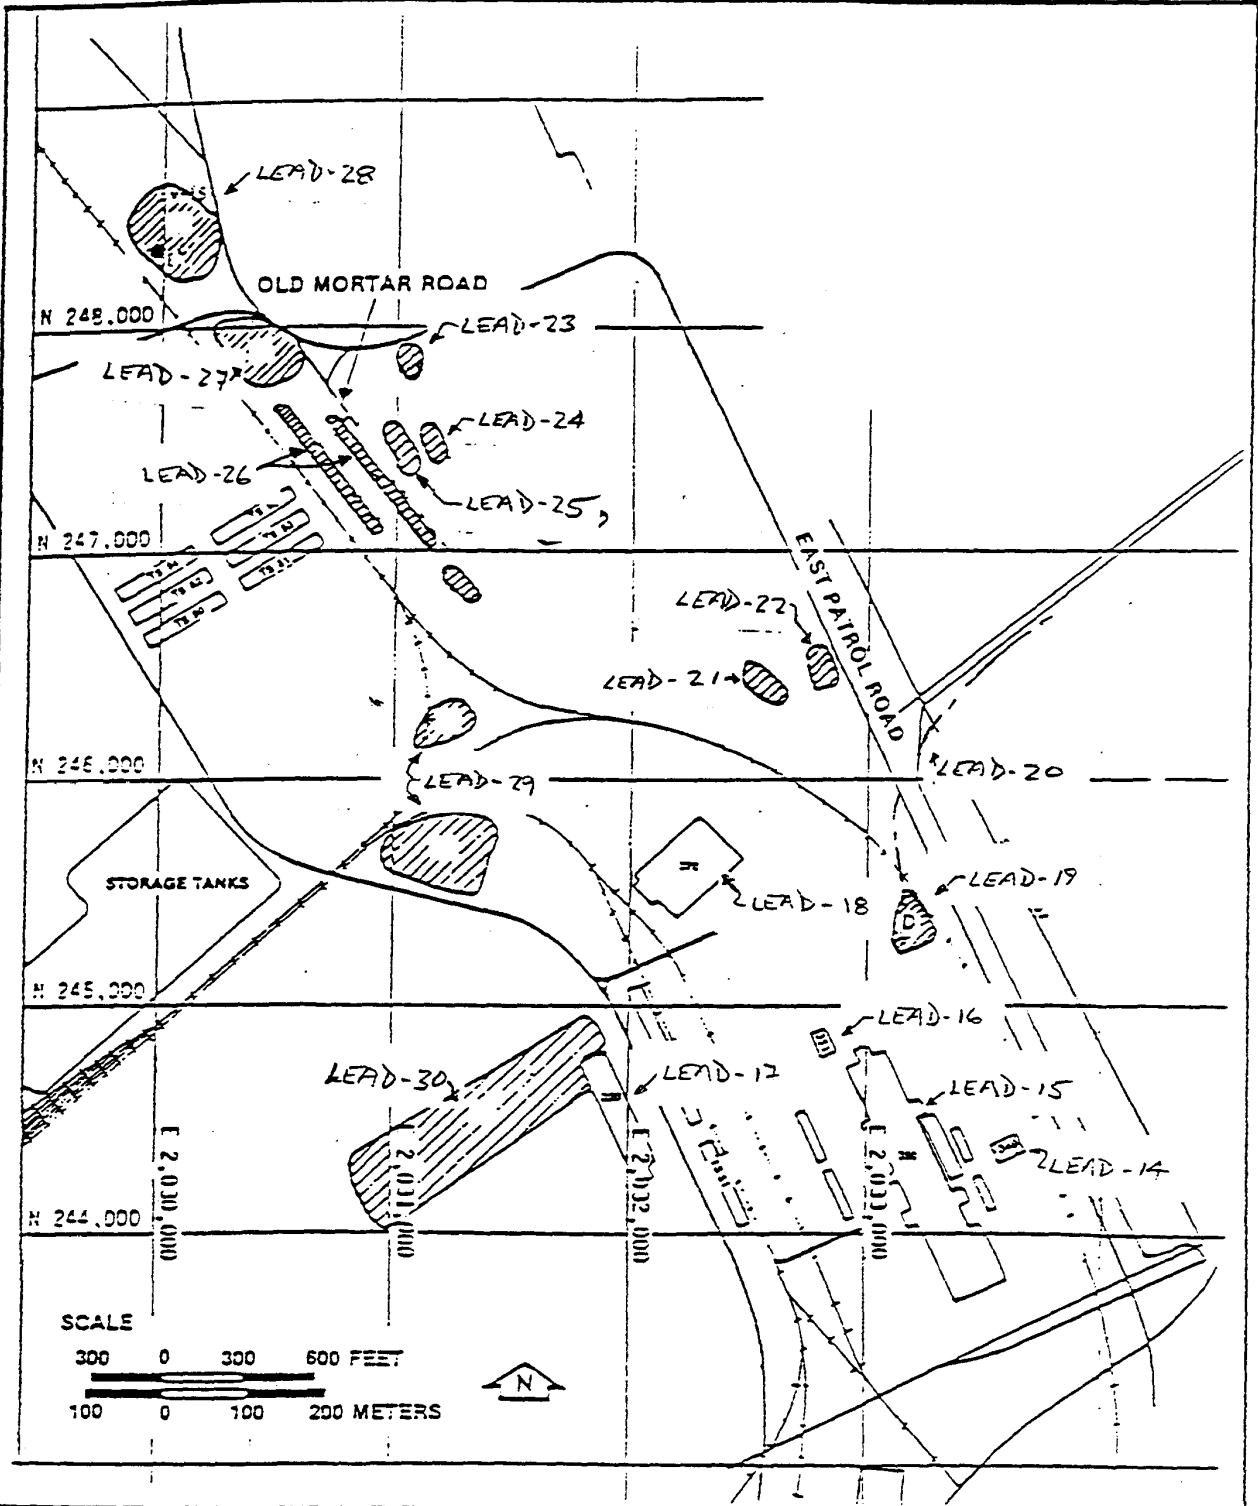 LEAD-28
OLD MORTAR ROAD
N 248,000
LEAD-23
LEAD-27
LEAD-24
LEAD-26
LEAD-25
N 247,000
EAST PATROL ROAD
LEAD-22
LEAD-21
N 246,000
LEAD-29
LEAD-20
STORAGE TANKS
LEAD-18
LEAD-19
D
N 245,000
LEAD-16
LEAD-30
LEAD-17
LEAD-15
LEAD-14
E 2,030,000
E 2,031,000
E 2,032,000
E 2,033,000
N 244,000
SCALE
300 0 300 600 FEET
100 0 100 200 METERS
N